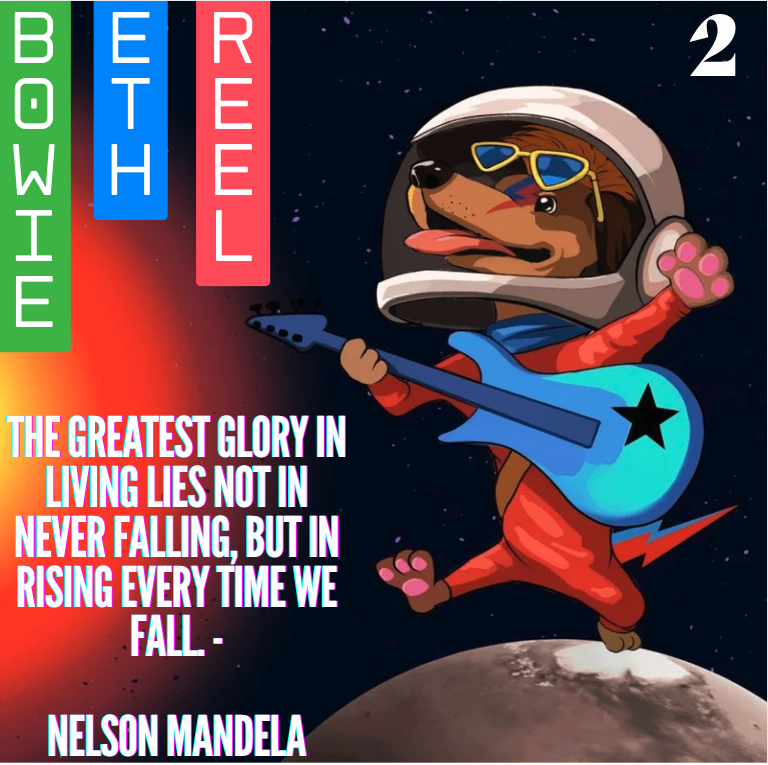 BOWIE
ETH
REEL
2
THE GREATEST GLORY IN
LIVING LIES NOT IN
NEVER FALLING, BUT IN
RISING EVERY TIME WE
FALL. -
NELSON MANDELA